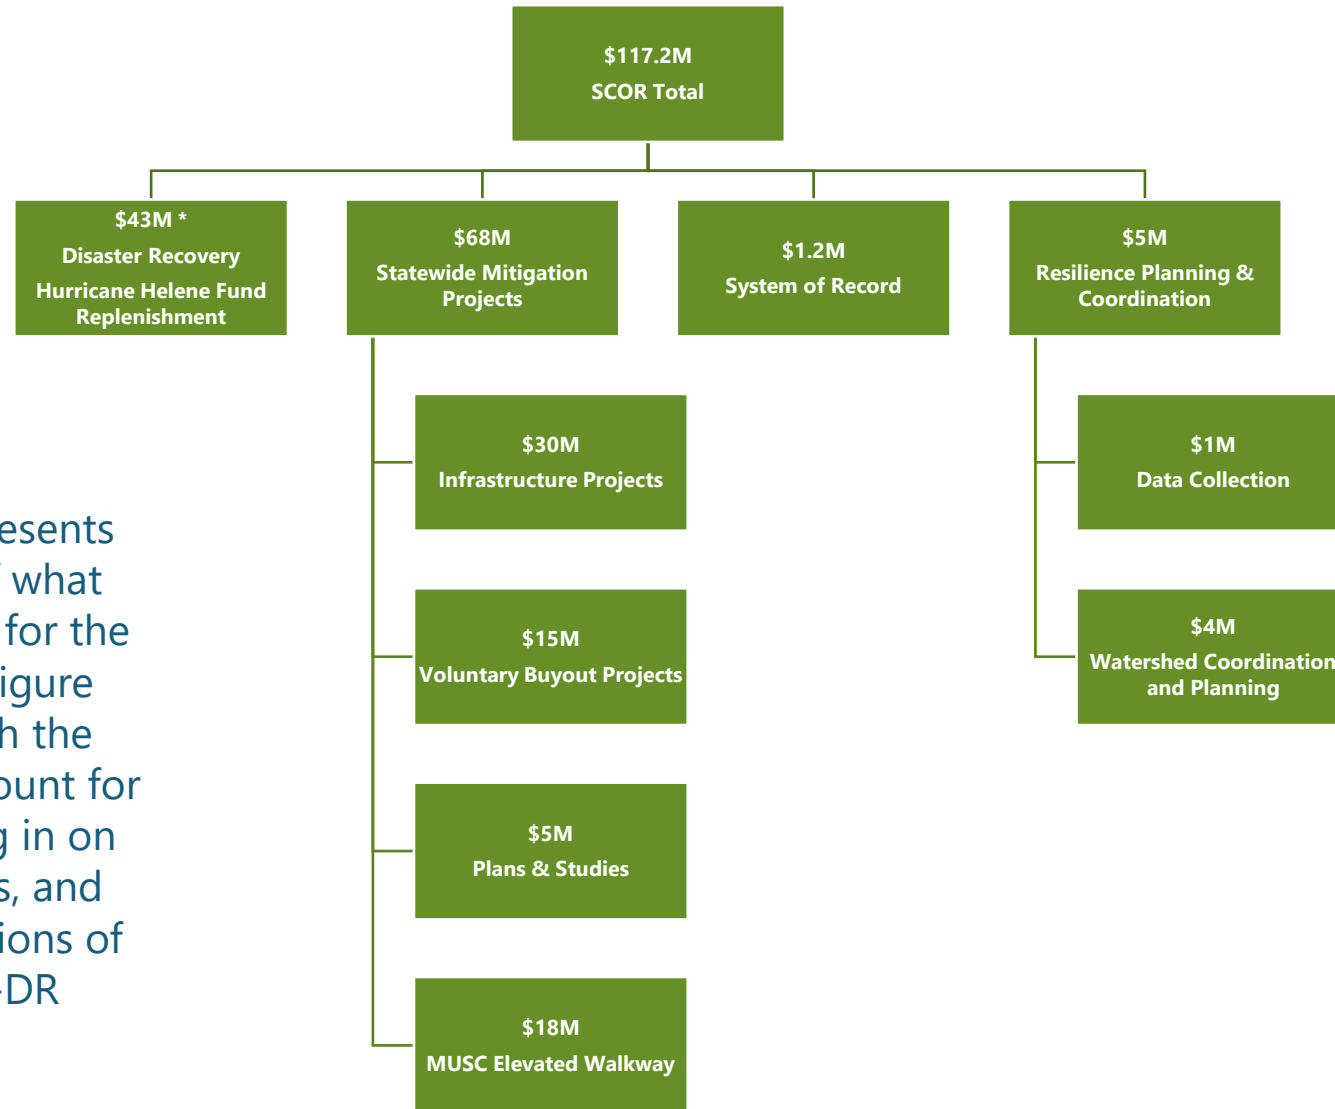 $117.2M
SCOR Total
$43M *
Disaster Recovery
Hurricane Helene Fund
Replenishment
$68M
Statewide Mitigation
Projects
$1.2M
System of Record
$5M
Resilience Planning &
Coordination
$30M
Infrastructure Projects
$15M
Voluntary Buyout Projects
$5M
Plans & Studies
$18M
MUSC Elevated Walkway
$1M
Data Collection
$4M
Watershed Coordination
and Planning
esents
what
for the
igure
h the
ount for
g in on
s, and
ions of
-DR